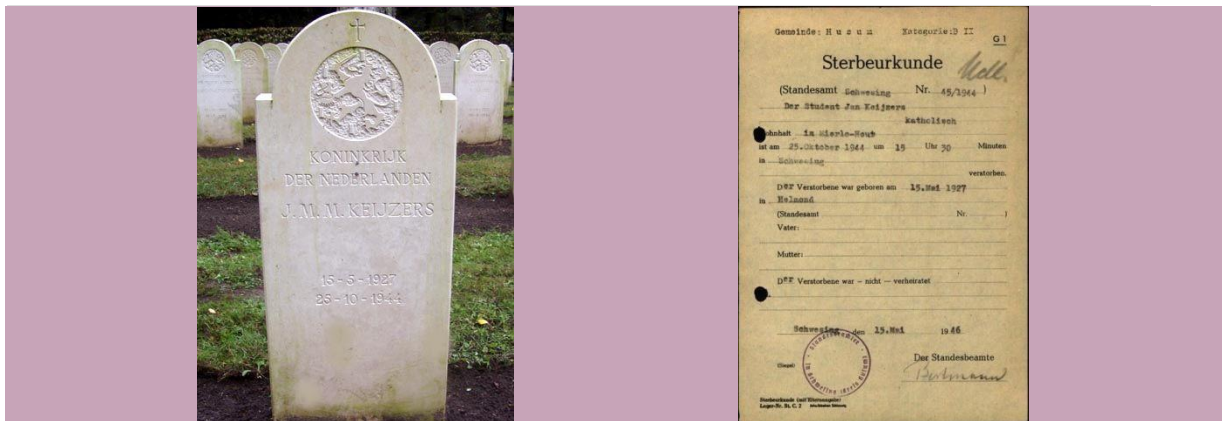 KONINKRIJK
DER NEDERLANDEN
J. M. M. KEIJZERS
15 - 5 - 1927
25 - 10 - 1944
Gemeinde: Husum Kategorie: II
G 1
Sterbeurkunde
(Standesamt Schwesing Nr. 45/1944 )
Der Student Jan Keijzers
katholisch
Wohnhaft in Mierlo-Hout
ist am 25.Oktober 1944 um 15 Uhr 30 Minuten
in Schwesing
verstorben.
Der Verstorbene war geboren am 15.Mai 1927
in Helmond
(Standesamt Nr. )
Vater:
Mutter:
Der Verstorbene war – nicht – verheiratet
Schwesing den 15.Mai 1946
(Siegel)
Der Standesbeamte
Sterbeurkunde